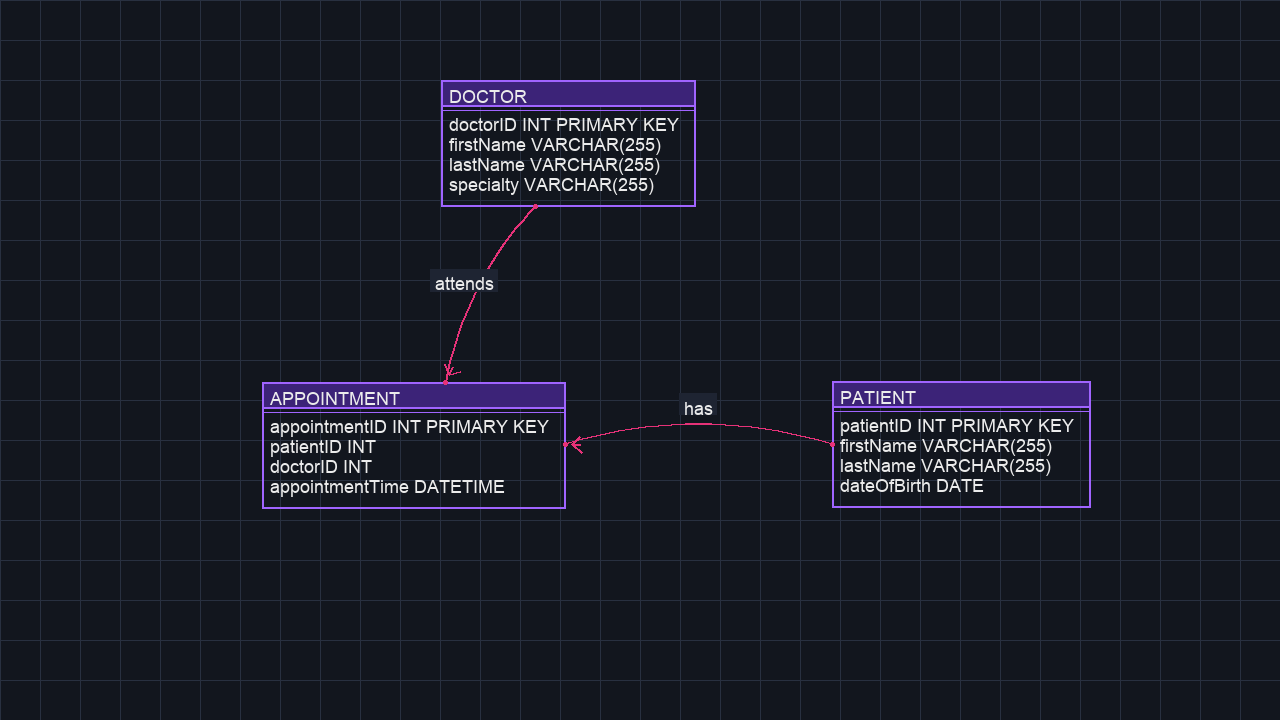 DOCTOR
doctorID INT PRIMARY KEY
firstName VARCHAR(255)
lastName VARCHAR(255)
specialty VARCHAR(255)
attends
APPOINTMENT
appointmentID INT PRIMARY KEY
patientID INT
doctorID INT
appointmentTime DATETIME
has
PATIENT
patientID INT PRIMARY KEY
firstName VARCHAR(255)
lastName VARCHAR(255)
dateOfBirth DATE